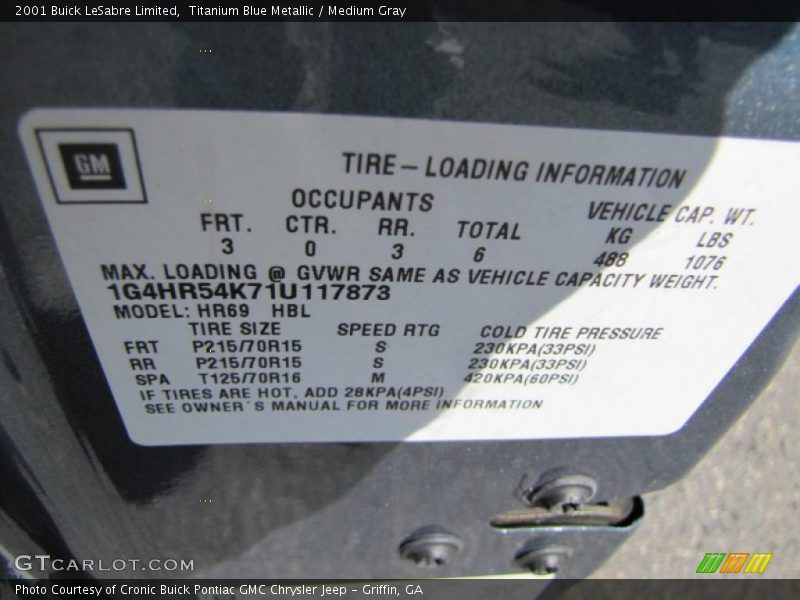 2001 Buick LeSabre Limited,  Titanium Blue Metallic / Medium Gray
GM
TIRE-LOADING INFORMATION
OCCUPANTS VEHICLE CAP. WT.
FRT. CTR. RR. TOTAL KG LBS
3 0 3 6 488 1076
MAX. LOADING @ GVWR SAME AS VEHICLE CAPACITY WEIGHT.
1G4HR54K71U117873
MODEL: HR69 HBL
TIRE SIZE SPEED RTG COLD TIRE PRESSURE
FRT P215/70R15 S 230KPA(33PSI)
RR P215/70R15 S 230KPA(33PSI)
SPA T125/70R16 M 420KPA(60PSI)
IF TIRES ARE HOT, ADD 28KPA(4PSI)
SEE OWNER'S MANUAL FOR MORE INFORMATION
GTCARLOT.COM
Photo Courtesy of Cronic Buick Pontiac GMC Chrysler Jeep - Griffin, GA